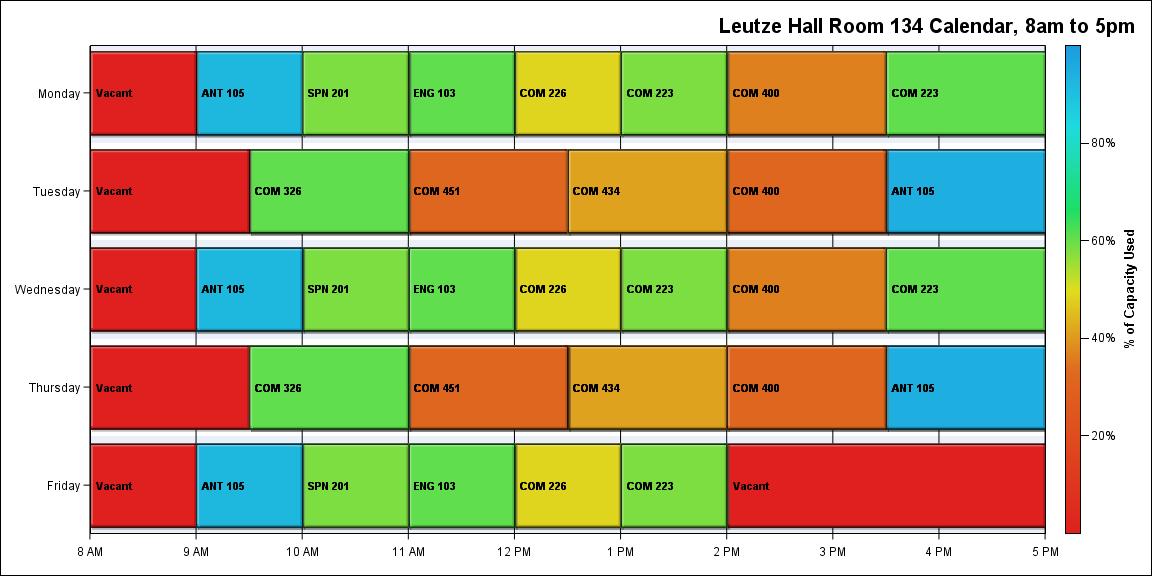 Leutze Hall Room 134 Calendar, 8am to 5pm
Monday
Vacant
ANT 105
SPN 201
ENG 103
COM 226
COM 223
COM 400
COM 223
Tuesday
Vacant
COM 326
COM 451
COM 434
COM 400
ANT 105
Wednesday
Vacant
ANT 105
SPN 201
ENG 103
COM 226
COM 223
COM 400
COM 223
Thursday
Vacant
COM 326
COM 451
COM 434
COM 400
ANT 105
Friday
Vacant
ANT 105
SPN 201
ENG 103
COM 226
COM 223
Vacant
8 AM
9 AM
10 AM
11 AM
12 PM
1 PM
2 PM
3 PM
4 PM
5 PM
80%
60%
40%
20%
% of Capacity Used